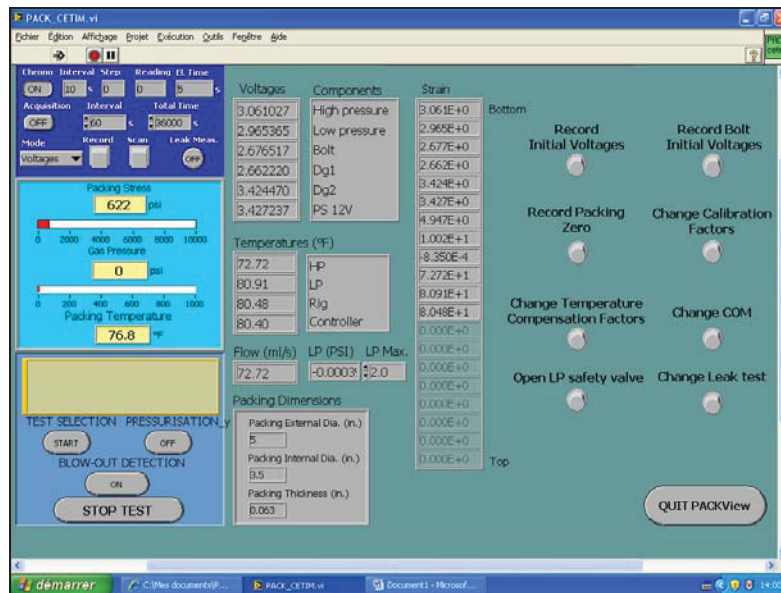 PACK_CETIM.vi
Fichier Édition Affichage Projet Exécution Outils Fenêtre Aide
Chrono Interval Step Reading EL Time
ON 10 s 0 0 5 s
Acquisition Interval Total Time
OFF 60 s 36000 s
Mode Record Scan Leak Meas.
Voltages OFF
Packing Stress
622 psi
0 2000 4000 6000 8000 10000
Gas Pressure
0 psi
0 200 400 600 800 1000
Packing Temperature
76.8 °F
TEST SELECTION PRESSURISATION_y
START OFF
BLOW-OUT DETECTION
ON
STOP TEST
Voltages Components
3.061027 High pressure
2.965365 Low pressure
2.676517 Bolt
2.662220 Dg1
3.424470 Dg2
3.427237 PS 12V
Temperatures (°F)
72.72 HP
80.91 LP
80.48 Rig
80.40 Controller
Flow (ml/s) LP (PSI) LP Max.
72.72 -0.0003 2.0
Packing Dimensions
Packing External Dia. (in.)
5
Packing Internal Dia. (in.)
3.5
Packing Thickness (in.)
0.063
Strain
3.061E+0 Bottom
2.965E+0
2.677E+0
2.662E+0
3.424E+0
3.427E+0
4.947E+0
1.002E+1
-8.350E-4
7.272E+1
8.091E+1
8.048E+1
0.000E+0
0.000E+0
0.000E+0
0.000E+0
0.000E+0
0.000E+0
0.000E+0
0.000E+0 Top
Record
Initial Voltages
Record Bolt
Initial Voltages
Record Packing
Zero
Change Calibration
Factors
Change Temperature
Compensation Factors
Change COM
Open LP safety valve
Change Leak test
QUIT PACKView
démarrer C:\Mes documents\P... PACK_CETIM.vi Document1 - Microsof... 14:00